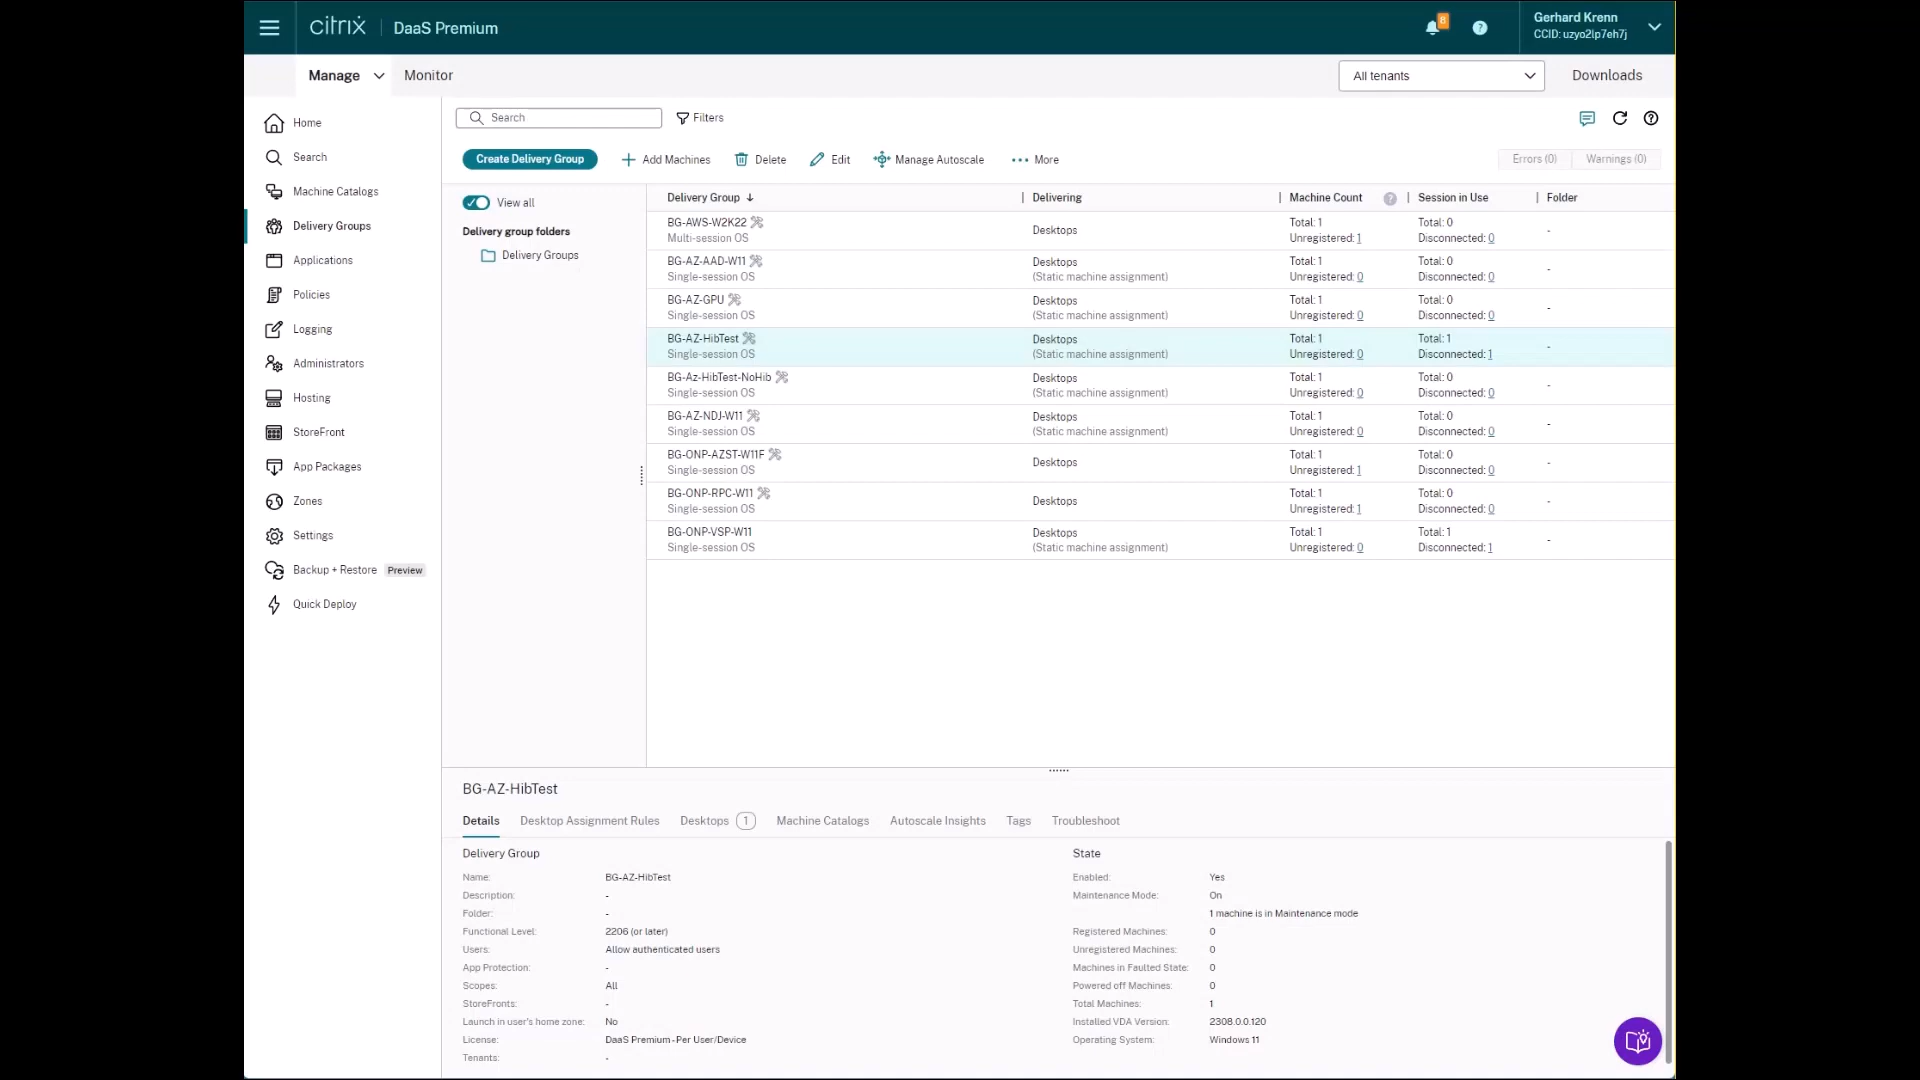 citrix | DaaS Premium
8
?
Gerhard Krenn
CCID: uzyo2lp7eh7j
Manage
Monitor
All tenants
Downloads
Home
Search
Machine Catalogs
Delivery Groups
Applications
Policies
Logging
Administrators
Hosting
StoreFront
App Packages
Zones
Settings
Backup + Restore Preview
Quick Deploy
Search
Filters
Create Delivery Group
Add Machines
Delete
Edit
Manage Autoscale
More
Errors (0)
Warnings (0)
View all
Delivery group folders
Delivery Groups
Delivery Group ↓ | Delivering | Machine Count ? | Session in Use | Folder
BG-AWS-W2K22 Desktops Total: 1 Total: 0 -
Multi-session OS Unregistered: 1 Disconnected: 0
BG-AZ-AAD-W11 Desktops Total: 1 Total: 0 -
Single-session OS (Static machine assignment) Unregistered: 0 Disconnected: 0
BG-AZ-GPU Desktops Total: 1 Total: 0 -
Single-session OS (Static machine assignment) Unregistered: 0 Disconnected: 0
BG-AZ-HibTest Desktops Total: 1 Total: 1 -
Single-session OS (Static machine assignment) Unregistered: 0 Disconnected: 1
BG-Az-HibTest-NoHib Desktops Total: 1 Total: 0 -
Single-session OS (Static machine assignment) Unregistered: 0 Disconnected: 0
BG-AZ-NDJ-W11 Desktops Total: 1 Total: 0 -
Single-session OS (Static machine assignment) Unregistered: 0 Disconnected: 0
BG-ONP-AZST-W11F Desktops Total: 1 Total: 0 -
Single-session OS Unregistered: 1 Disconnected: 0
BG-ONP-RPC-W11 Desktops Total: 1 Total: 0 -
Single-session OS Unregistered: 1 Disconnected: 0
BG-ONP-VSP-W11 Desktops Total: 1 Total: 1 -
Single-session OS (Static machine assignment) Unregistered: 0 Disconnected: 1
BG-AZ-HibTest
Details Desktop Assignment Rules Desktops 1 Machine Catalogs Autoscale Insights Tags Troubleshoot
Delivery Group
Name: BG-AZ-HibTest
Description: -
Folder: -
Functional Level: 2206 (or later)
Users: Allow authenticated users
App Protection: -
Scopes: All
StoreFronts: -
Launch in user's home zone: No
License: DaaS Premium - Per User/Device
Tenants: -
State
Enabled: Yes
Maintenance Mode: On
1 machine is in Maintenance mode
Registered Machines: 0
Unregistered Machines: 0
Machines in Faulted State: 0
Powered off Machines: 0
Total Machines: 1
Installed VDA Version: 2308.0.0.120
Operating System: Windows 11